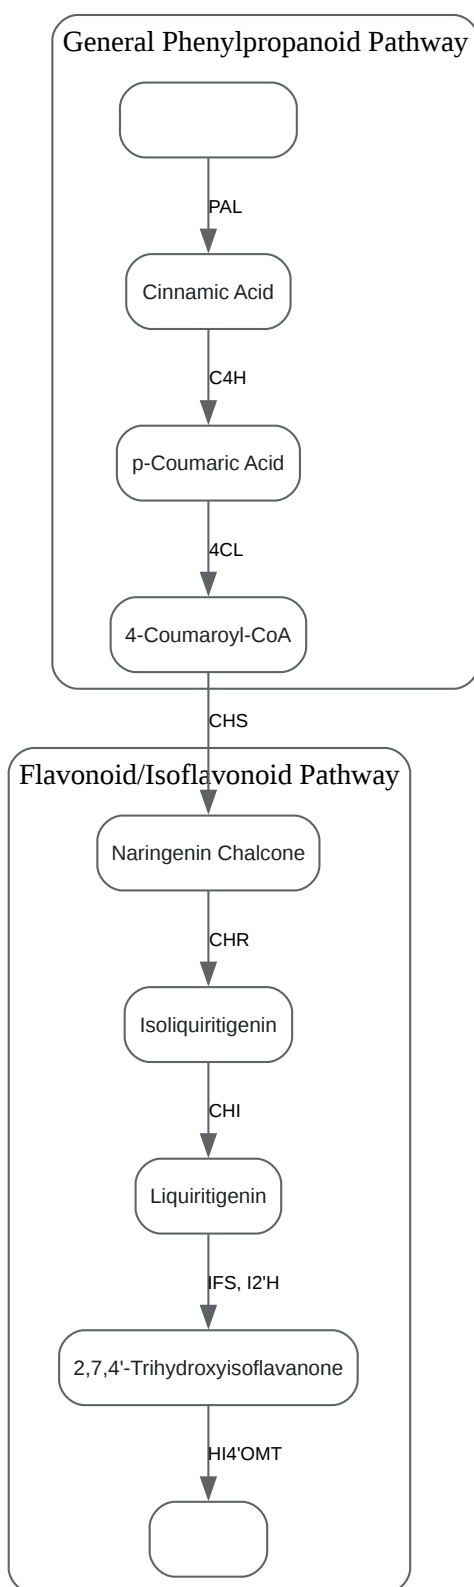 General Phenylpropanoid Pathway
PAL
Cinnamic Acid
C4H
p-Coumaric Acid
4CL
4-Coumaroyl-CoA
CHS
Flavonoid/Isoflavonoid Pathway
Naringenin Chalcone
CHR
Isoliquiritigenin
CHI
Liquiritigenin
IFS, I2'H
2,7,4'-Trihydroxyisoflavanone
HI4'OMT